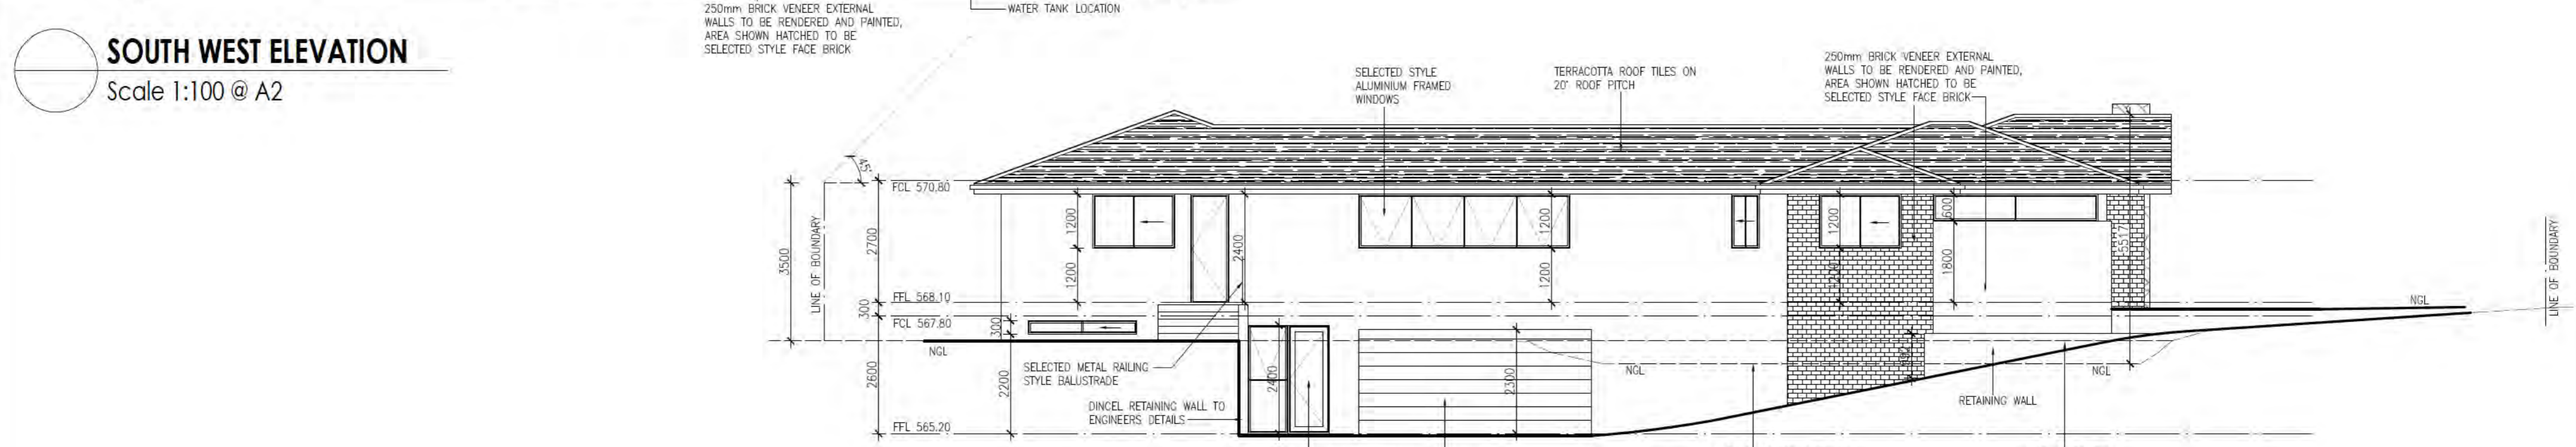 250mm BRICK VENEER EXTERNAL
WALLS TO BE RENDERED AND PAINTED,
AREA SHOWN HATCHED TO BE
SELECTED STYLE FACE BRICK
WATER TANK LOCATION
SOUTH WEST ELEVATION
Scale 1:100 @ A2
SELECTED STYLE
ALUMINIUM FRAMED
WINDOWS
TERRACOTTA ROOF TILES ON
20° ROOF PITCH
250mm BRICK VENEER EXTERNAL
WALLS TO BE RENDERED AND PAINTED,
AREA SHOWN HATCHED TO BE
SELECTED STYLE FACE BRICK
45°
3500
LINE OF BOUNDARY
FCL 570.80
2700
FFL 568.10
300
FCL 567.80
300
2600
2200
FFL 565.20
NGL
1200
1200
2400
SELECTED METAL RAILING
STYLE BALUSTRADE
DINCEL RETAINING WALL TO
ENGINEERS DETAILS
2400
1200
1200
2300
NGL
1200
1200
600
1800
5517
RETAINING WALL
NGL
NGL
LINE OF BOUNDARY